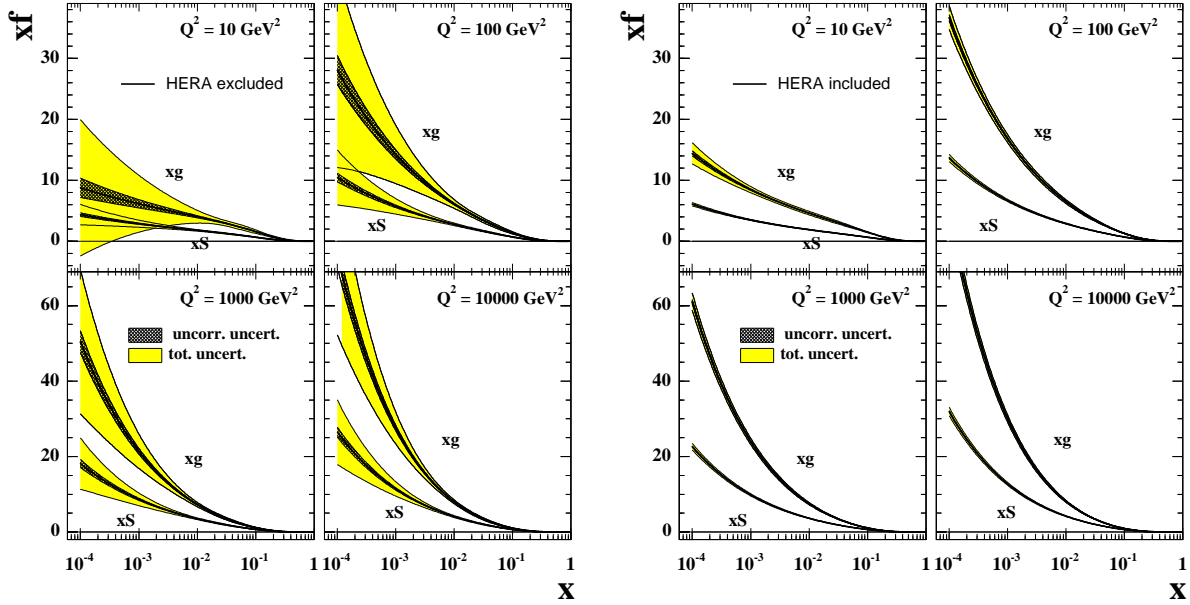 xf
Q² = 10 GeV²
HERA excluded
xg
xS
30
20
10
0
Q² = 100 GeV²
xg
xS
Q² = 1000 GeV²
uncorr. uncert.
tot. uncert.
xg
xS
60
40
20
0
10⁻⁴ 10⁻³ 10⁻² 10⁻¹ 1
Q² = 10000 GeV²
xg
xS
10⁻⁴ 10⁻³ 10⁻² 10⁻¹ 1
x
xf
Q² = 10 GeV²
HERA included
xg
xS
30
20
10
0
Q² = 100 GeV²
xg
xS
Q² = 1000 GeV²
uncorr. uncert.
tot. uncert.
xg
xS
60
40
20
0
10⁻⁴ 10⁻³ 10⁻² 10⁻¹ 1
Q² = 10000 GeV²
xg
xS
10⁻⁴ 10⁻³ 10⁻² 10⁻¹ 1
x